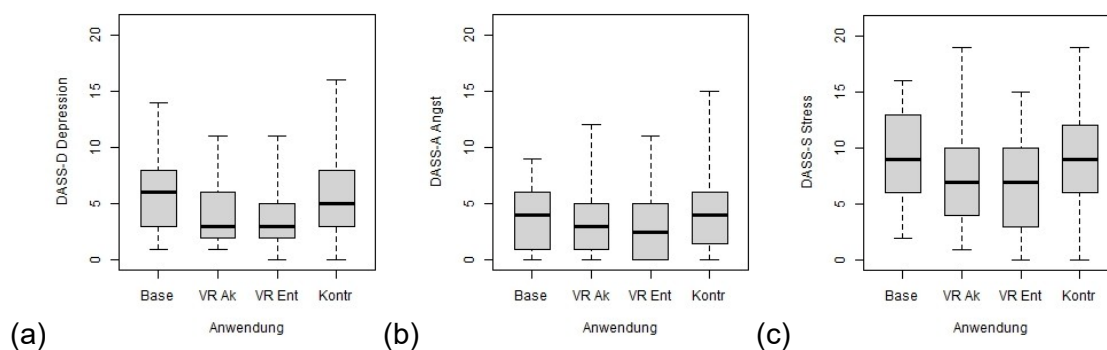 (a)
DASS-D Depression
20
15
10
5
0
Base VR Ak VR Ent Kontr
Anwendung
(b)
DASS-A Angst
20
15
10
5
0
Base VR Ak VR Ent Kontr
Anwendung
(c)
DASS-S Stress
20
15
10
5
0
Base VR Ak VR Ent Kontr
Anwendung